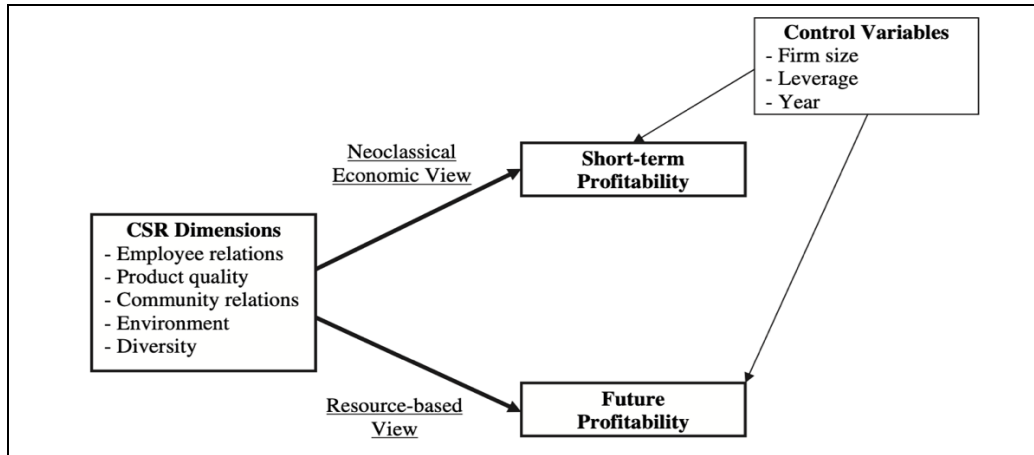 Control Variables
- Firm size
- Leverage
- Year
Neoclassical
Economic View
Short-term
Profitability
CSR Dimensions
- Employee relations
- Product quality
- Community relations
- Environment
- Diversity
Resource-based
View
Future
Profitability